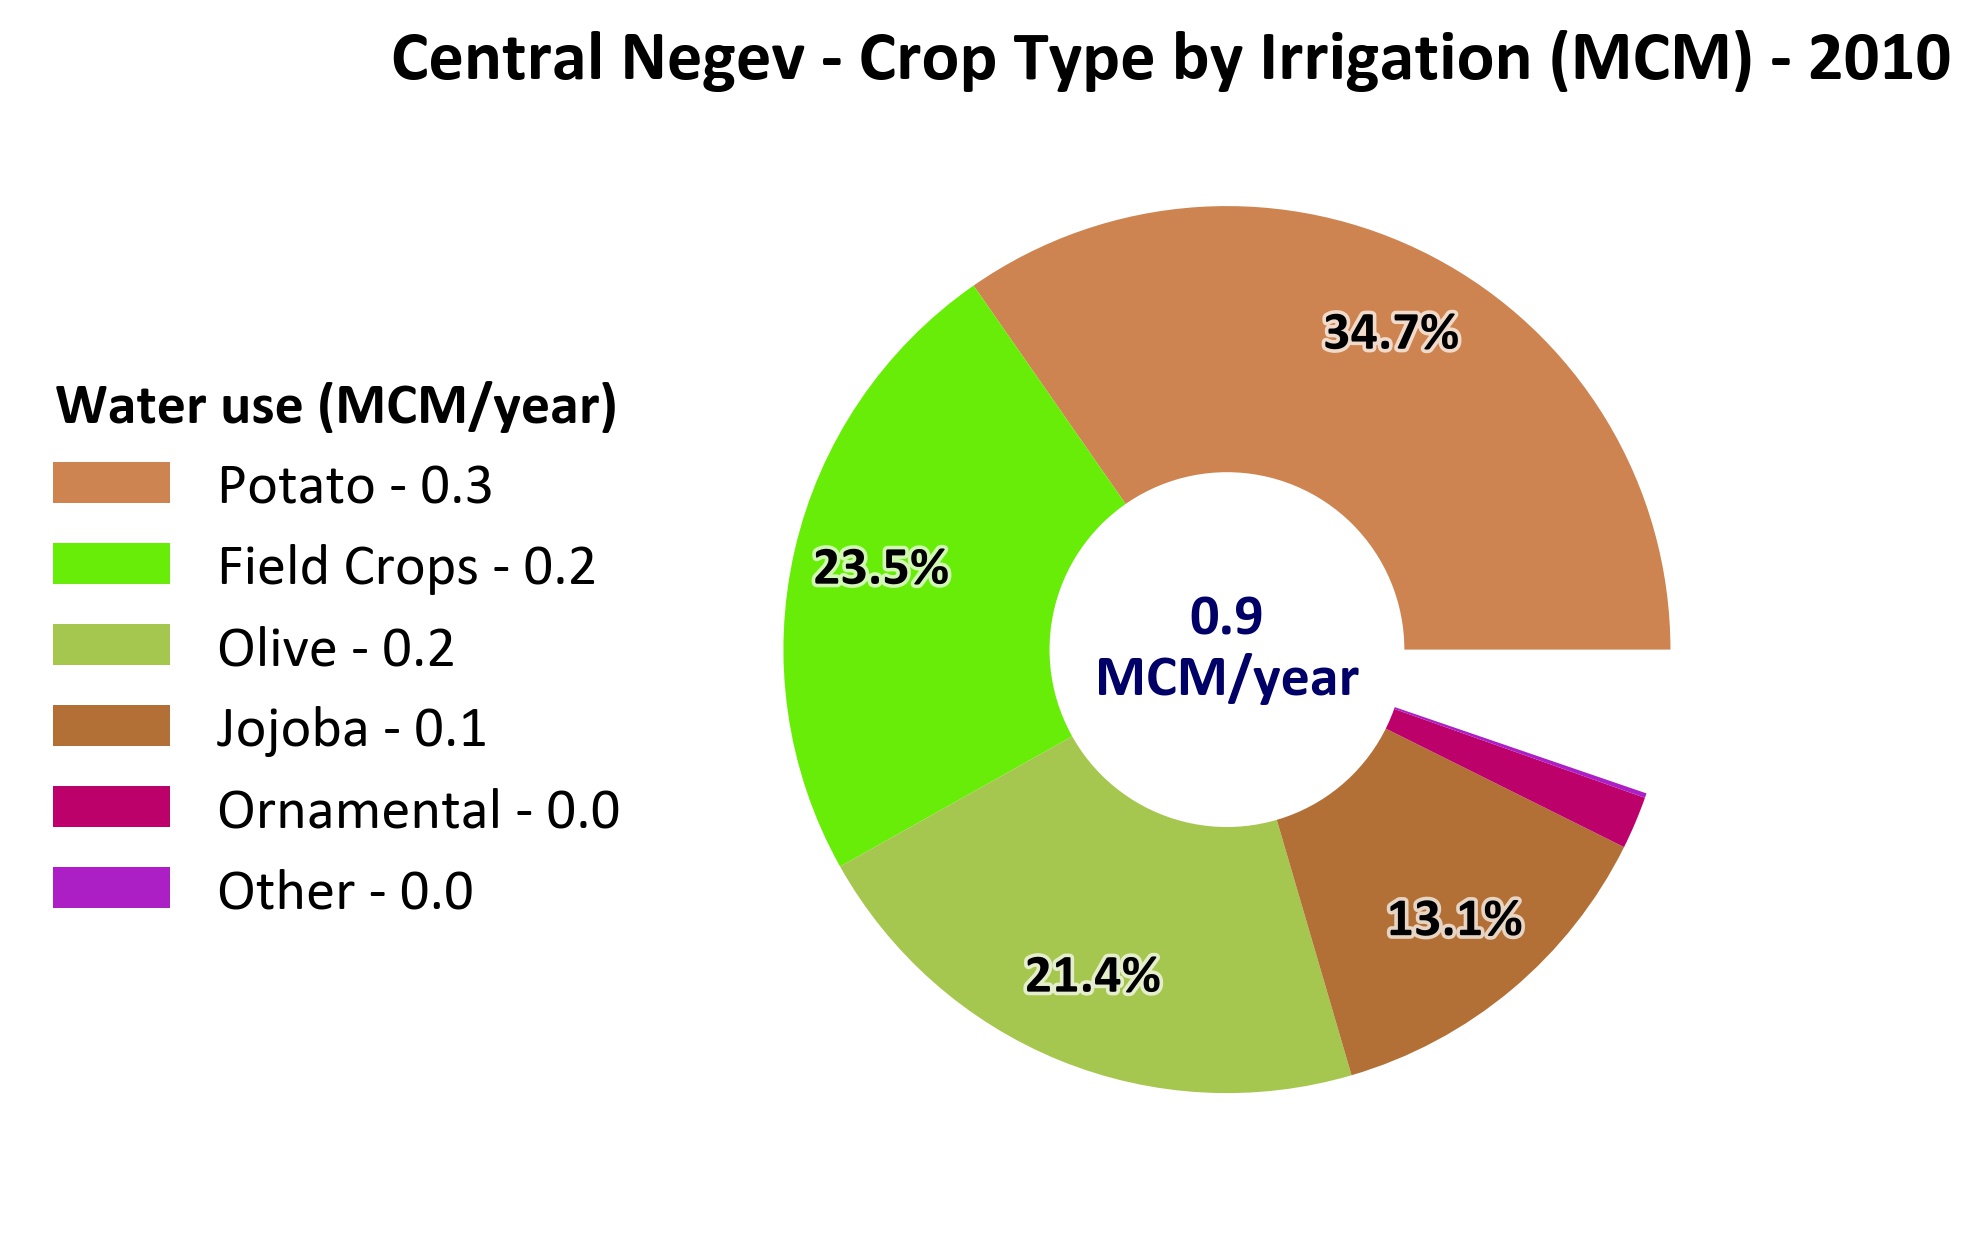 Central Negev - Crop Type by Irrigation (MCM) - 2010
34.7%
23.5%
0.9
MCM/year
21.4%
13.1%
Water use (MCM/year)
Potato - 0.3
Field Crops - 0.2
Olive - 0.2
Jojoba - 0.1
Ornamental - 0.0
Other - 0.0